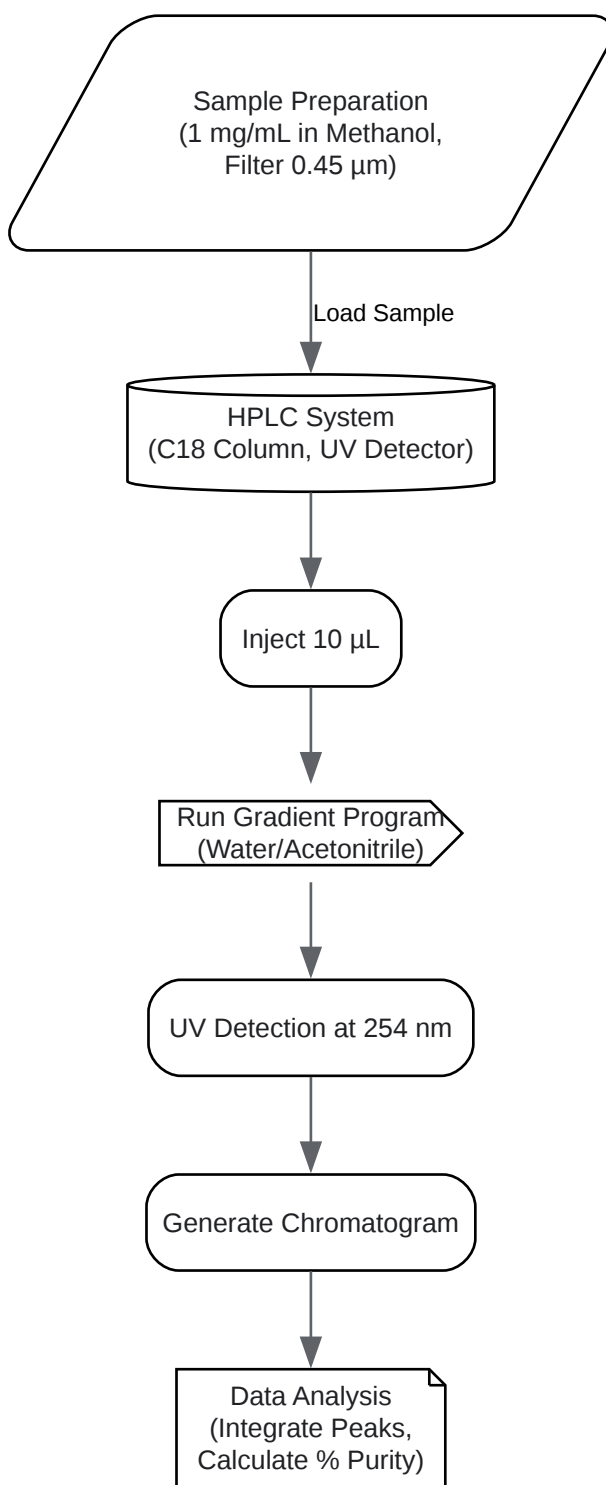 Sample Preparation
(1 mg/mL in Methanol,
Filter 0.45 µm)
Load Sample
HPLC System
(C18 Column, UV Detector)
Inject 10 µL
Run Gradient Program
(Water/Acetonitrile)
UV Detection at 254 nm
Generate Chromatogram
Data Analysis
(Integrate Peaks,
Calculate % Purity)